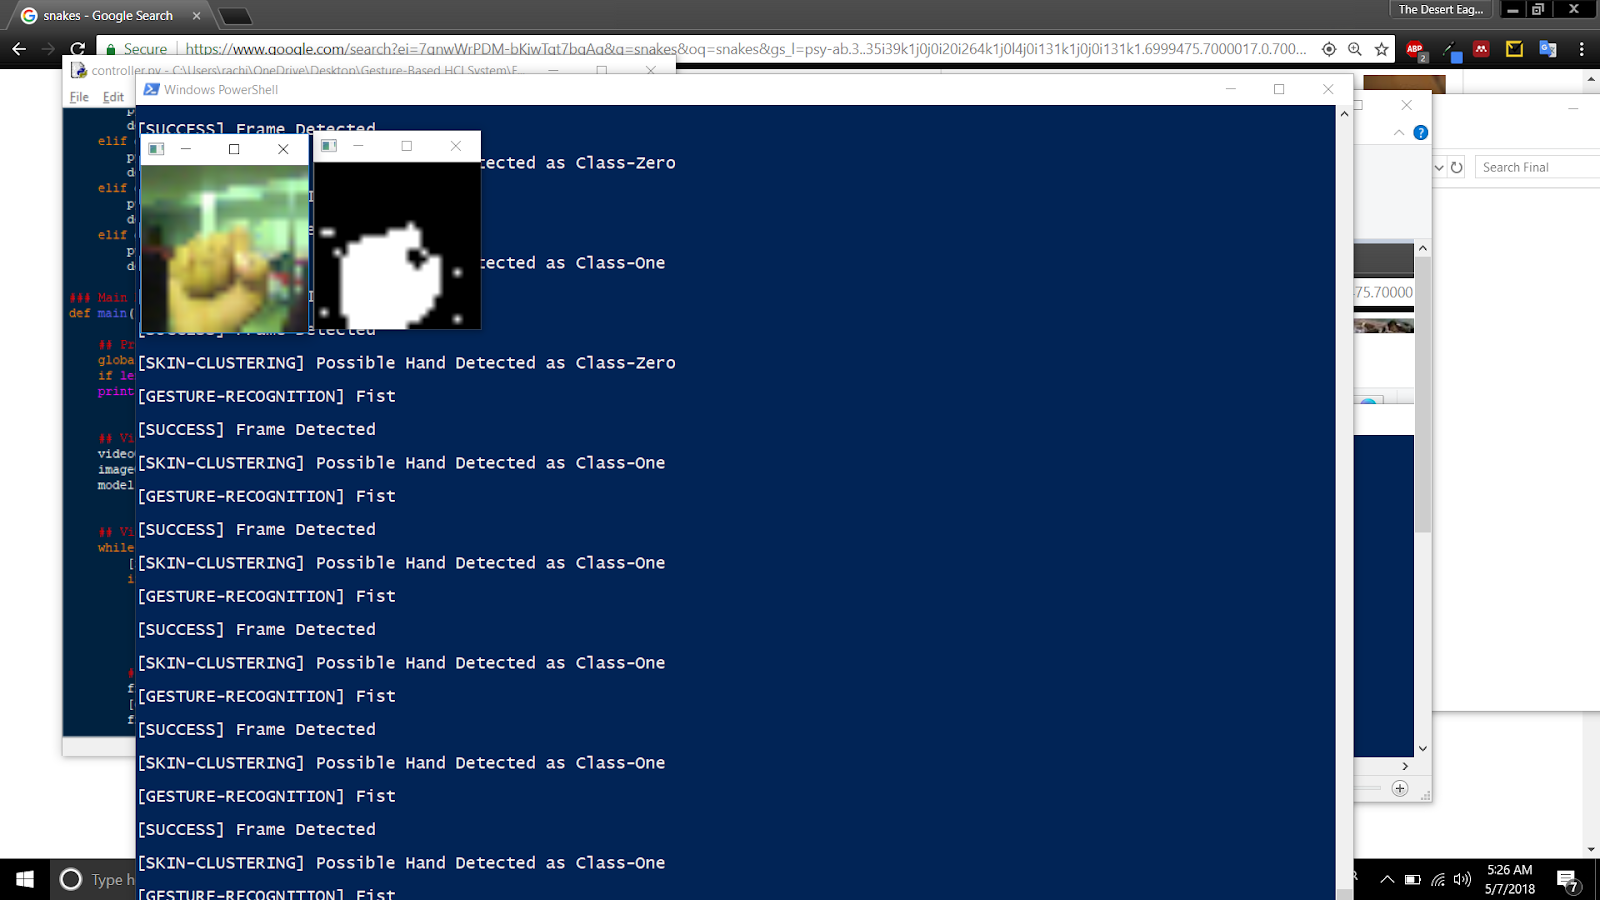 snakes - Google Search
The Desert Eag...
Secure
https://www.google.com/search?ei=7qnwWrPDM-bKjwTgt7bgAg&q=snakes&oq=snakes&gs_l=psy-ab.3..35i39k1j0j0i20i264k1j0l4j0i131k1j0j0i131k1.6999475.7000017.0.700...
ABP
2
controller.py - C:\Users\rachi\OneDrive\Desktop\Gesture-Based HCI System\F...
File Edit
Windows PowerShell
Search Final
elif
elif
elif
### Main
def main(
## Pr
globa
if le
print
## Vi
video
image
model
## Vi
while
[SUCCESS] Frame Detected
tected as Class-Zero
tected as Class-One
[SKIN-CLUSTERING] Possible Hand Detected as Class-Zero
[GESTURE-RECOGNITION] Fist
[SUCCESS] Frame Detected
[SKIN-CLUSTERING] Possible Hand Detected as Class-One
[GESTURE-RECOGNITION] Fist
[SUCCESS] Frame Detected
[SKIN-CLUSTERING] Possible Hand Detected as Class-One
[GESTURE-RECOGNITION] Fist
[SUCCESS] Frame Detected
[SKIN-CLUSTERING] Possible Hand Detected as Class-One
[GESTURE-RECOGNITION] Fist
[SUCCESS] Frame Detected
[SKIN-CLUSTERING] Possible Hand Detected as Class-One
[GESTURE-RECOGNITION] Fist
[SUCCESS] Frame Detected
[SKIN-CLUSTERING] Possible Hand Detected as Class-One
[GESTURE-RECOGNITION] Fist
75.70000
Type h
5:26 AM
5/7/2018
7